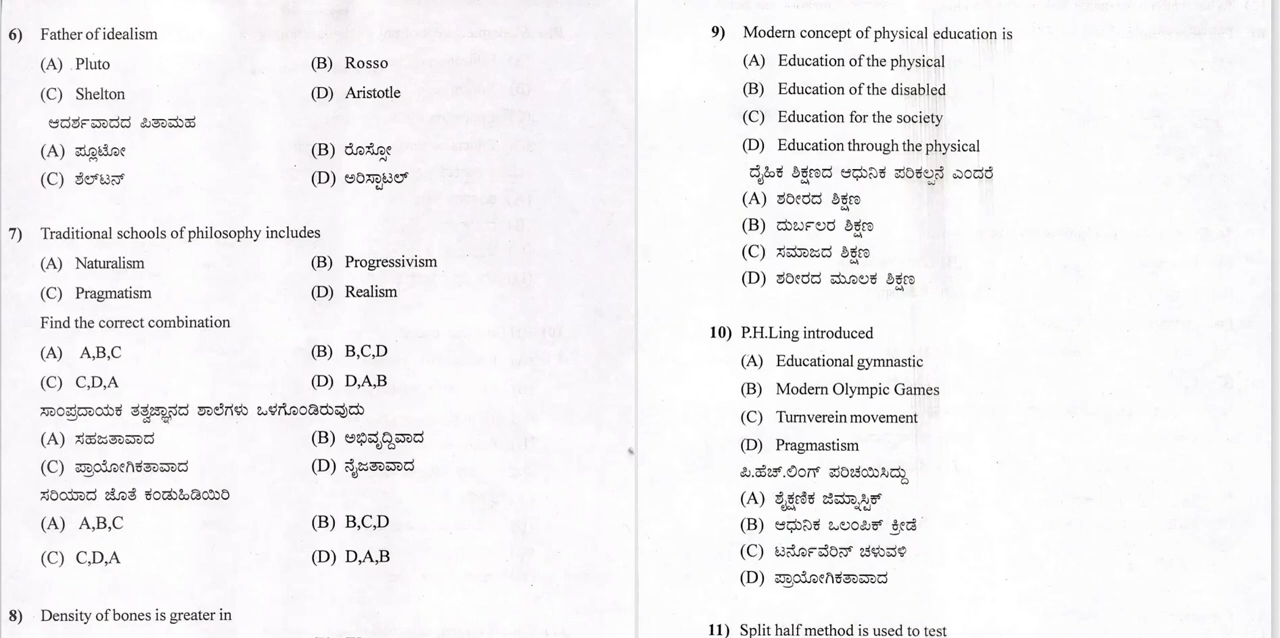 6) Father of idealism
(A) Pluto (B) Rosso
(C) Shelton (D) Aristotle
ಆದರ್ಶವಾದದ ಪಿತಾಮಹ
(A) ಪ್ಲೂಟೋ (B) ರೊಸ್ಸೋ
(C) ಶೆಲ್‌ಟನ್ (D) ಅರಿಸ್ಟಾಟಲ್
7) Traditional schools of philosophy includes
(A) Naturalism (B) Progressivism
(C) Pragmatism (D) Realism
Find the correct combination
(A) A,B,C (B) B,C,D
(C) C,D,A (D) D,A,B
ಸಾಂಪ್ರದಾಯಕ ತತ್ವಜ್ಞಾನದ ಶಾಲೆಗಳು ಒಳಗೊಂಡಿರುವುದು
(A) ಸಹಜತಾವಾದ (B) ಅಭಿವೃದ್ದಿವಾದ
(C) ಪ್ರಾಯೋಗಿಕತಾವಾದ (D) ನೈಜತಾವಾದ
ಸರಿಯಾದ ಜೊತೆ ಕಂಡುಹಿಡಿಯಿರಿ
(A) A,B,C (B) B,C,D
(C) C,D,A (D) D,A,B
8) Density of bones is greater in
9) Modern concept of physical education is
(A) Education of the physical
(B) Education of the disabled
(C) Education for the society
(D) Education through the physical
ದೈಹಿಕ ಶಿಕ್ಷಣದ ಆಧುನಿಕ ಪರಿಕಲ್ಪನೆ ಎಂದರೆ
(A) ಶರೀರದ ಶಿಕ್ಷಣ
(B) ದುರ್ಬಲರ ಶಿಕ್ಷಣ
(C) ಸಮಾಜದ ಶಿಕ್ಷಣ
(D) ಶರೀರದ ಮೂಲಕ ಶಿಕ್ಷಣ
10) P.H.Ling introduced
(A) Educational gymnastic
(B) Modern Olympic Games
(C) Turnverein movement
(D) Pragmastism
ಪಿ.ಹೆಚ್.ಲಿಂಗ್ ಪರಿಚಯಿಸಿದ್ದು
(A) ಶೈಕ್ಷಣಿಕ ಜಿಮ್ನಾಸ್ಟಿಕ್
(B) ಆಧುನಿಕ ಒಲಂಪಿಕ್ ಕ್ರೀಡೆ
(C) ಟರ್ನೊವೆರಿನ್ ಚಳುವಳಿ
(D) ಪ್ರಾಯೋಗಿಕತಾವಾದ
11) Split half method is used to test